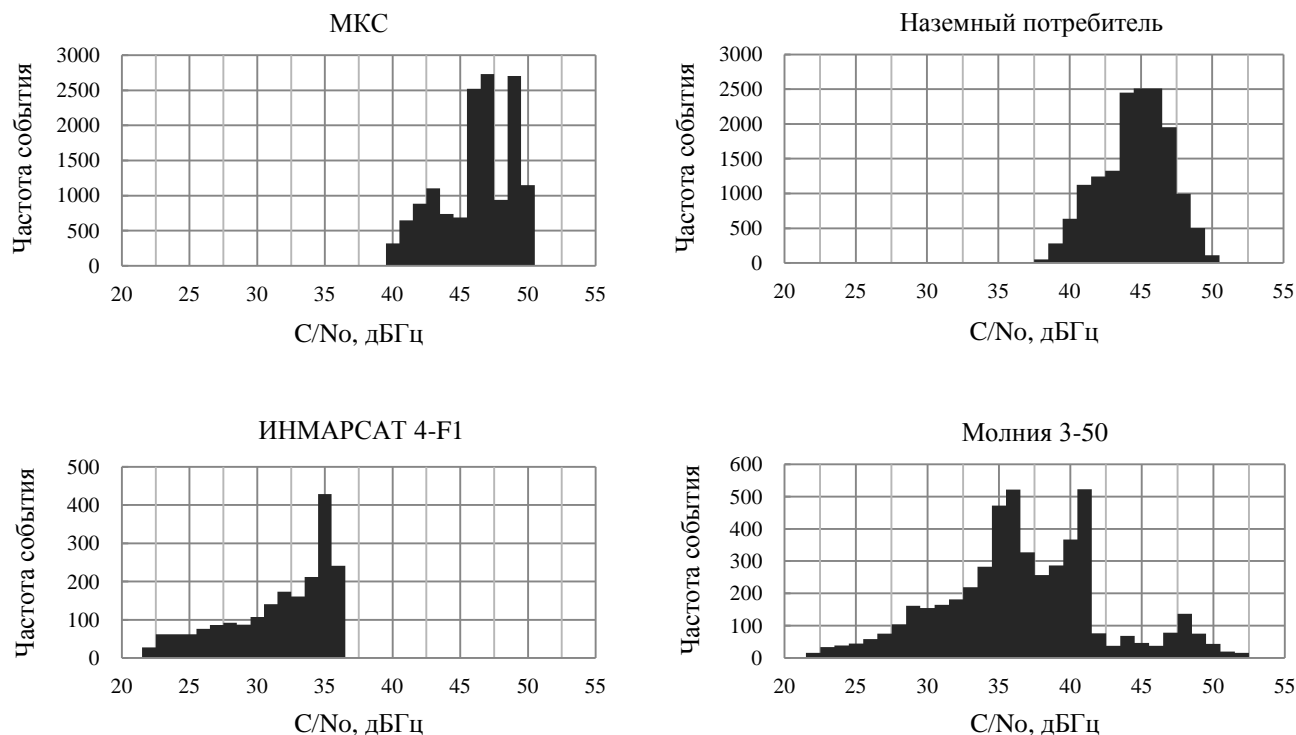 МКС
Частота события
3000
2500
2000
1500
1000
500
0
20 25 30 35 40 45 50 55
C/No, дБГц
Наземный потребитель
Частота события
3000
2500
2000
1500
1000
500
0
20 25 30 35 40 45 50 55
C/No, дБГц
ИНМАРСАТ 4-F1
Частота события
500
400
300
200
100
0
20 25 30 35 40 45 50 55
C/No, дБГц
Молния 3-50
Частота события
600
500
400
300
200
100
0
20 25 30 35 40 45 50 55
C/No, дБГц